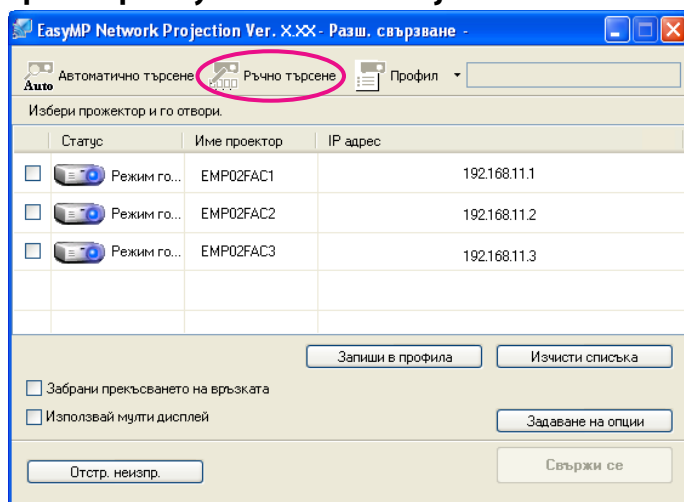 EasyMP Network Projection Ver. X.XX - Разш. свързване -
Auto Автоматично търсене Ръчно търсене Профил
Избери прожектор и го отвори.
Статус Име проектор IP адрес
Режим го... EMP02FAC1 192.168.11.1
Режим го... EMP02FAC2 192.168.11.2
Режим го... EMP02FAC3 192.168.11.3
Запиши в профила Изчисти списъка
Забрани прекъсването на връзката
Използвай мулти дисплей Задаване на опции
Отстр. неизпр. Свържи се